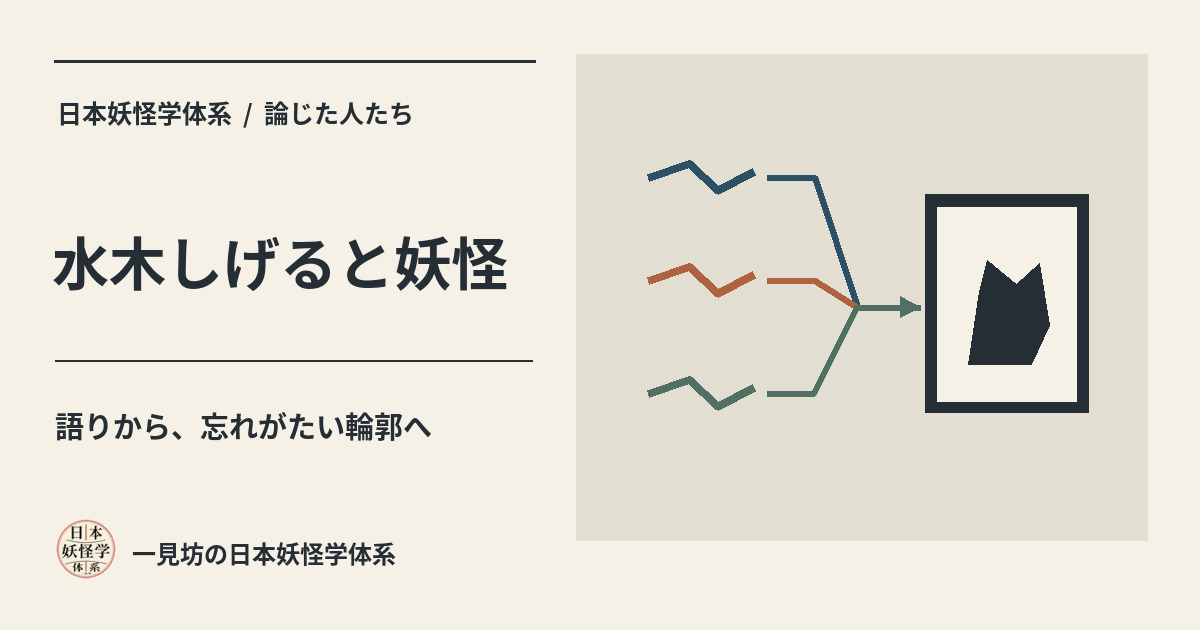 日本妖怪学体系 / 論じた人たち
水木しげると妖怪
語りから、忘れがたい輪郭へ
日本
妖怪学
体系
一見坊の日本妖怪学体系